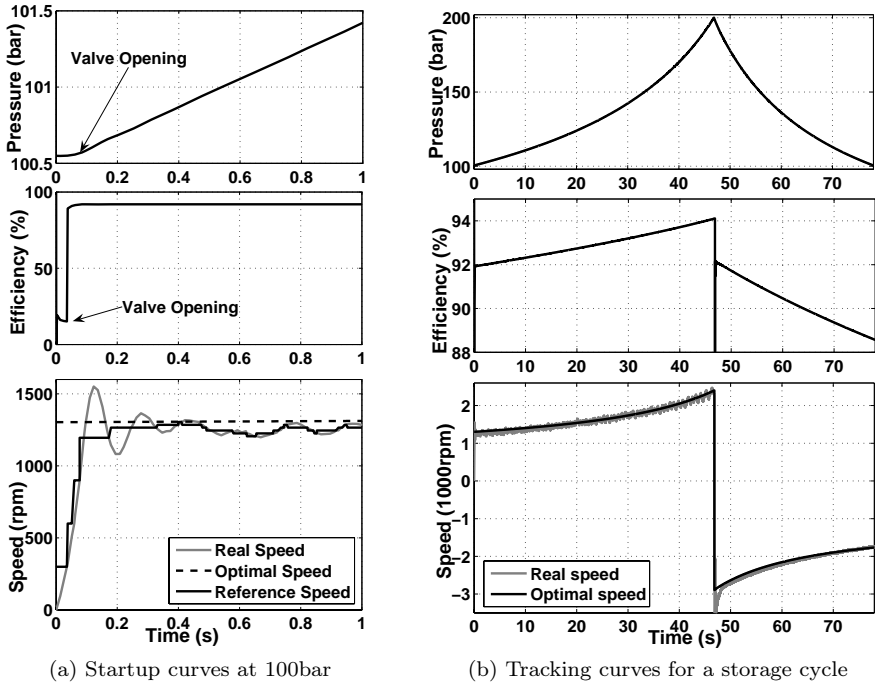 101.5
101
100.5
Pressure (bar)
Valve Opening
0 0.2 0.4 0.6 0.8 1
100
50
0
Efficiency (%)
Valve Opening
0 0.2 0.4 0.6 0.8 1
1500
1000
500
0
Speed (rpm)
Real Speed
Optimal Speed
Reference Speed
0 0.2 0.4 0.6 0.8 1
Time (s)
(a) Startup curves at 100bar
200
150
100
Pressure (bar)
0 10 20 30 40 50 60 70
94
92
90
88
Efficiency (%)
0 10 20 30 40 50 60 70
2
1
0
−1
−2
−3
Speed (1000rpm)
Real speed
Optimal speed
0 10 20 30 40 50 60 70
Time (s)
(b) Tracking curves for a storage cycle